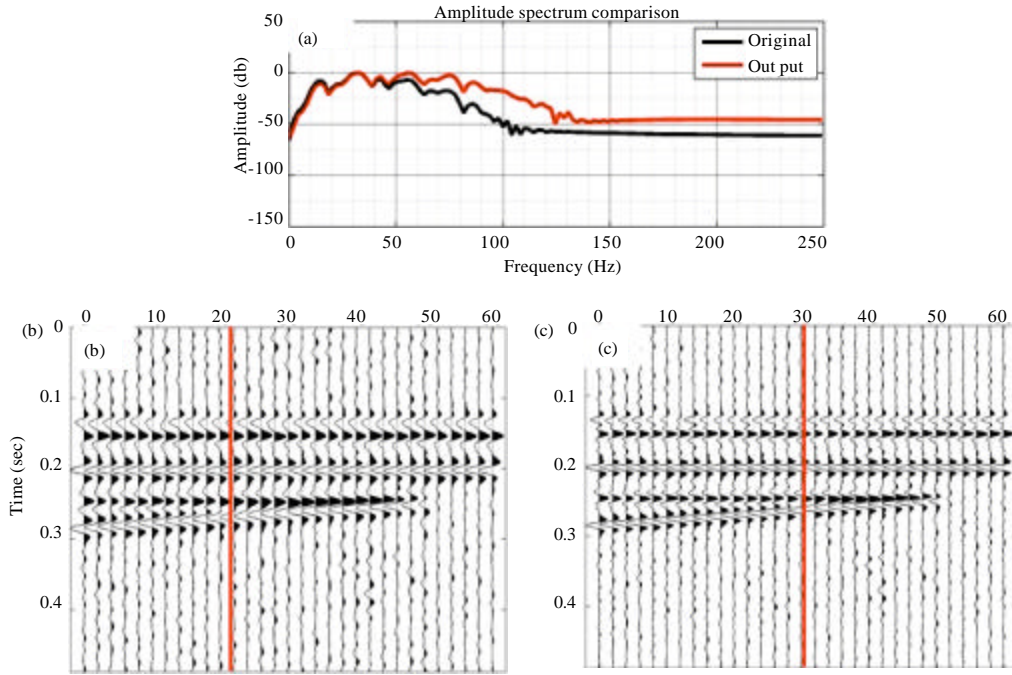 Amplitude spectrum comparison
(a)
Original
Out put
Amplitude (db)
50
0
-50
-100
-150
0 50 100 150 200 250
Frequency (Hz)
(b)
0 10 20 30 40 50 60
(b)
Time (sec)
0
0.1
0.2
0.3
0.4
(c)
0 10 20 30 40 50 60
(c)
0
0.1
0.2
0.3
0.4